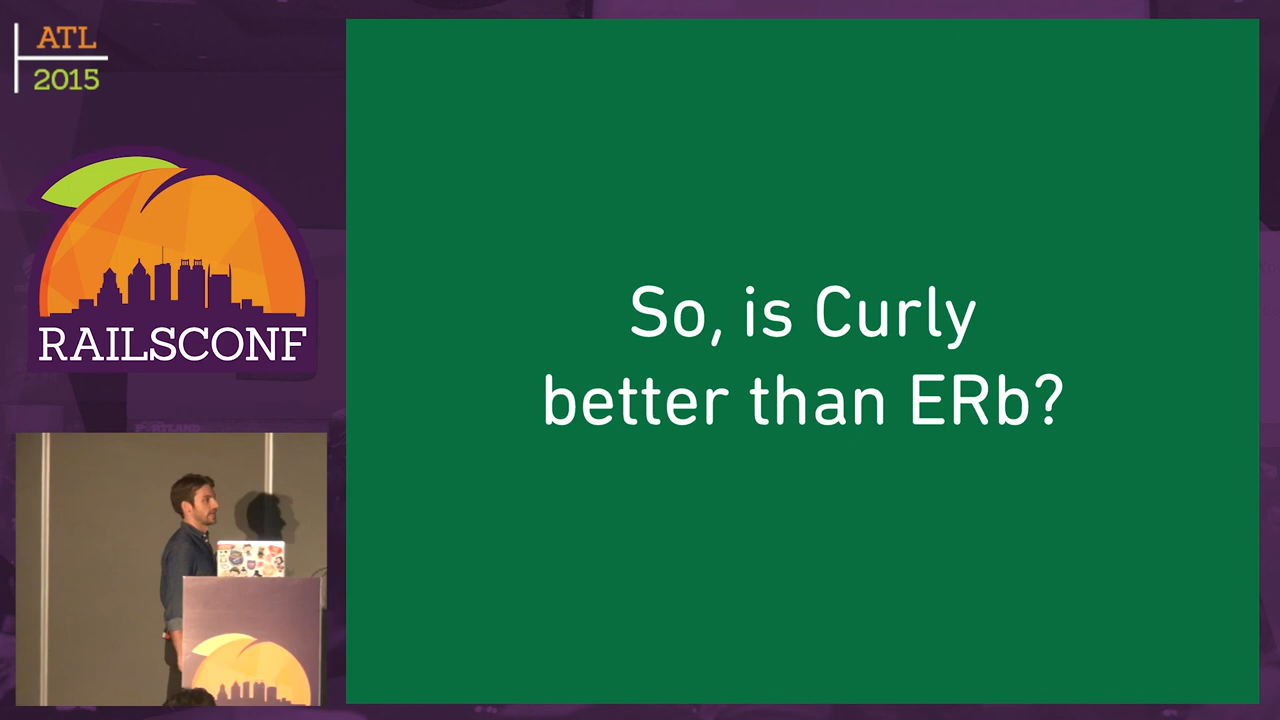 ATL
2015
RAILSCONF
So, is Curly
better than ERb?